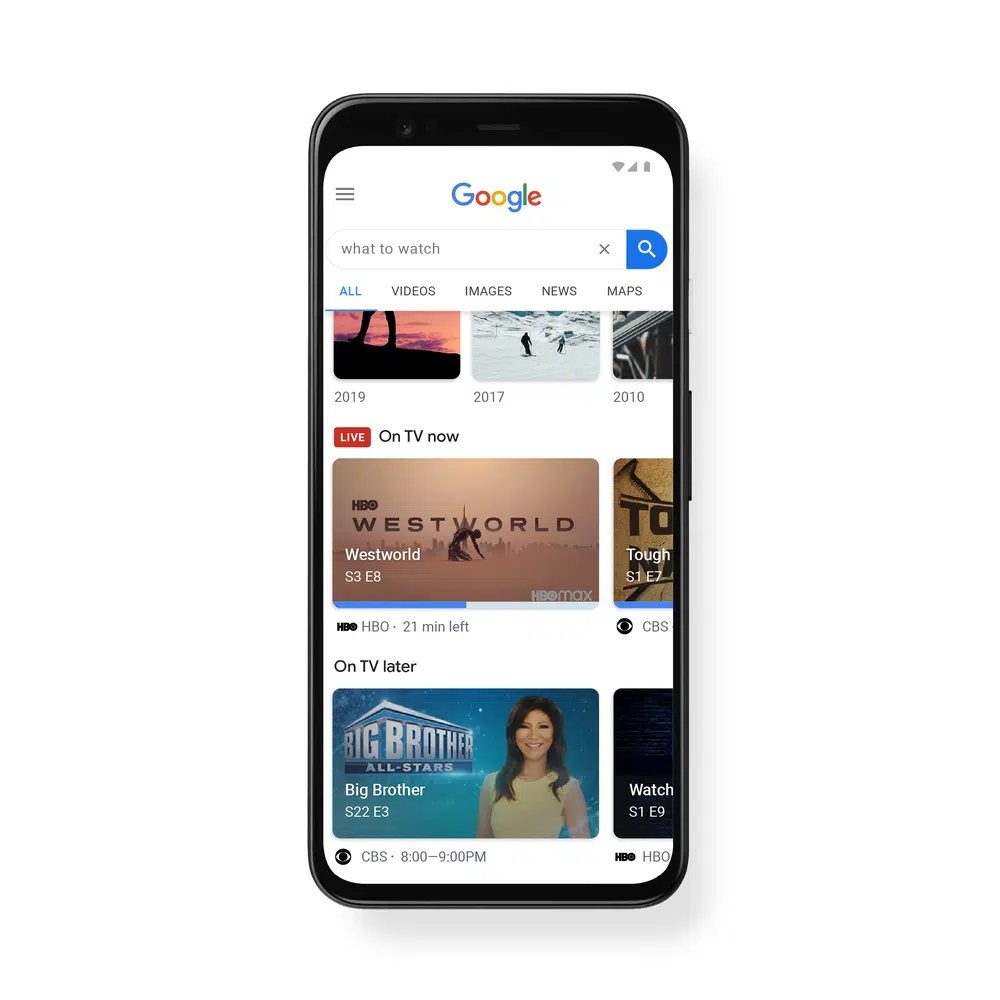 Google
what to watch
ALL VIDEOS IMAGES NEWS MAPS
2019 2017 2010
LIVE On TV now
HBO
WESTWORLD
Westworld
S3 E8
HBOmax
TO
Tough
S1 E7
HBO HBO · 21 min left
CBS
On TV later
BIG BROTHER
ALL-STARS
Big Brother
S22 E3
Watch
S1 E9
CBS · 8:00—9:00PM
HBO HBO